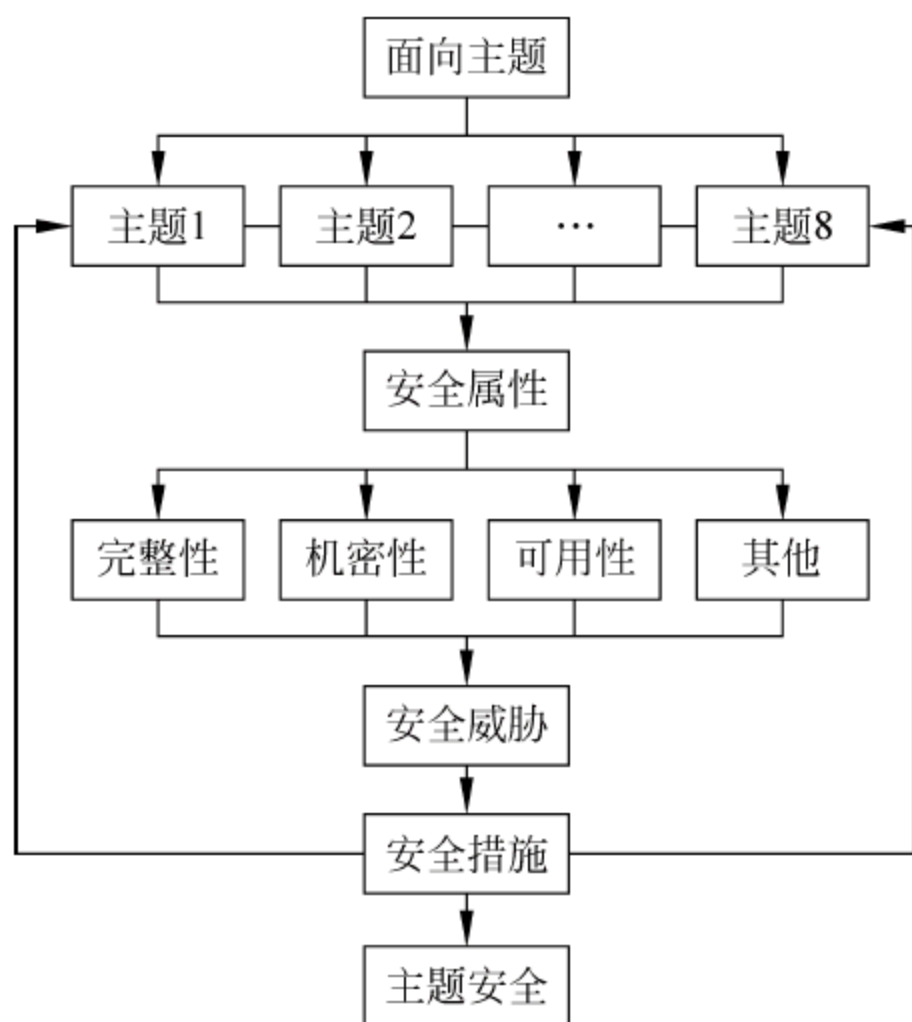 面向主题
主题1 主题2 … 主题8
安全属性
完整性 机密性 可用性 其他
安全威胁
安全措施
主题安全